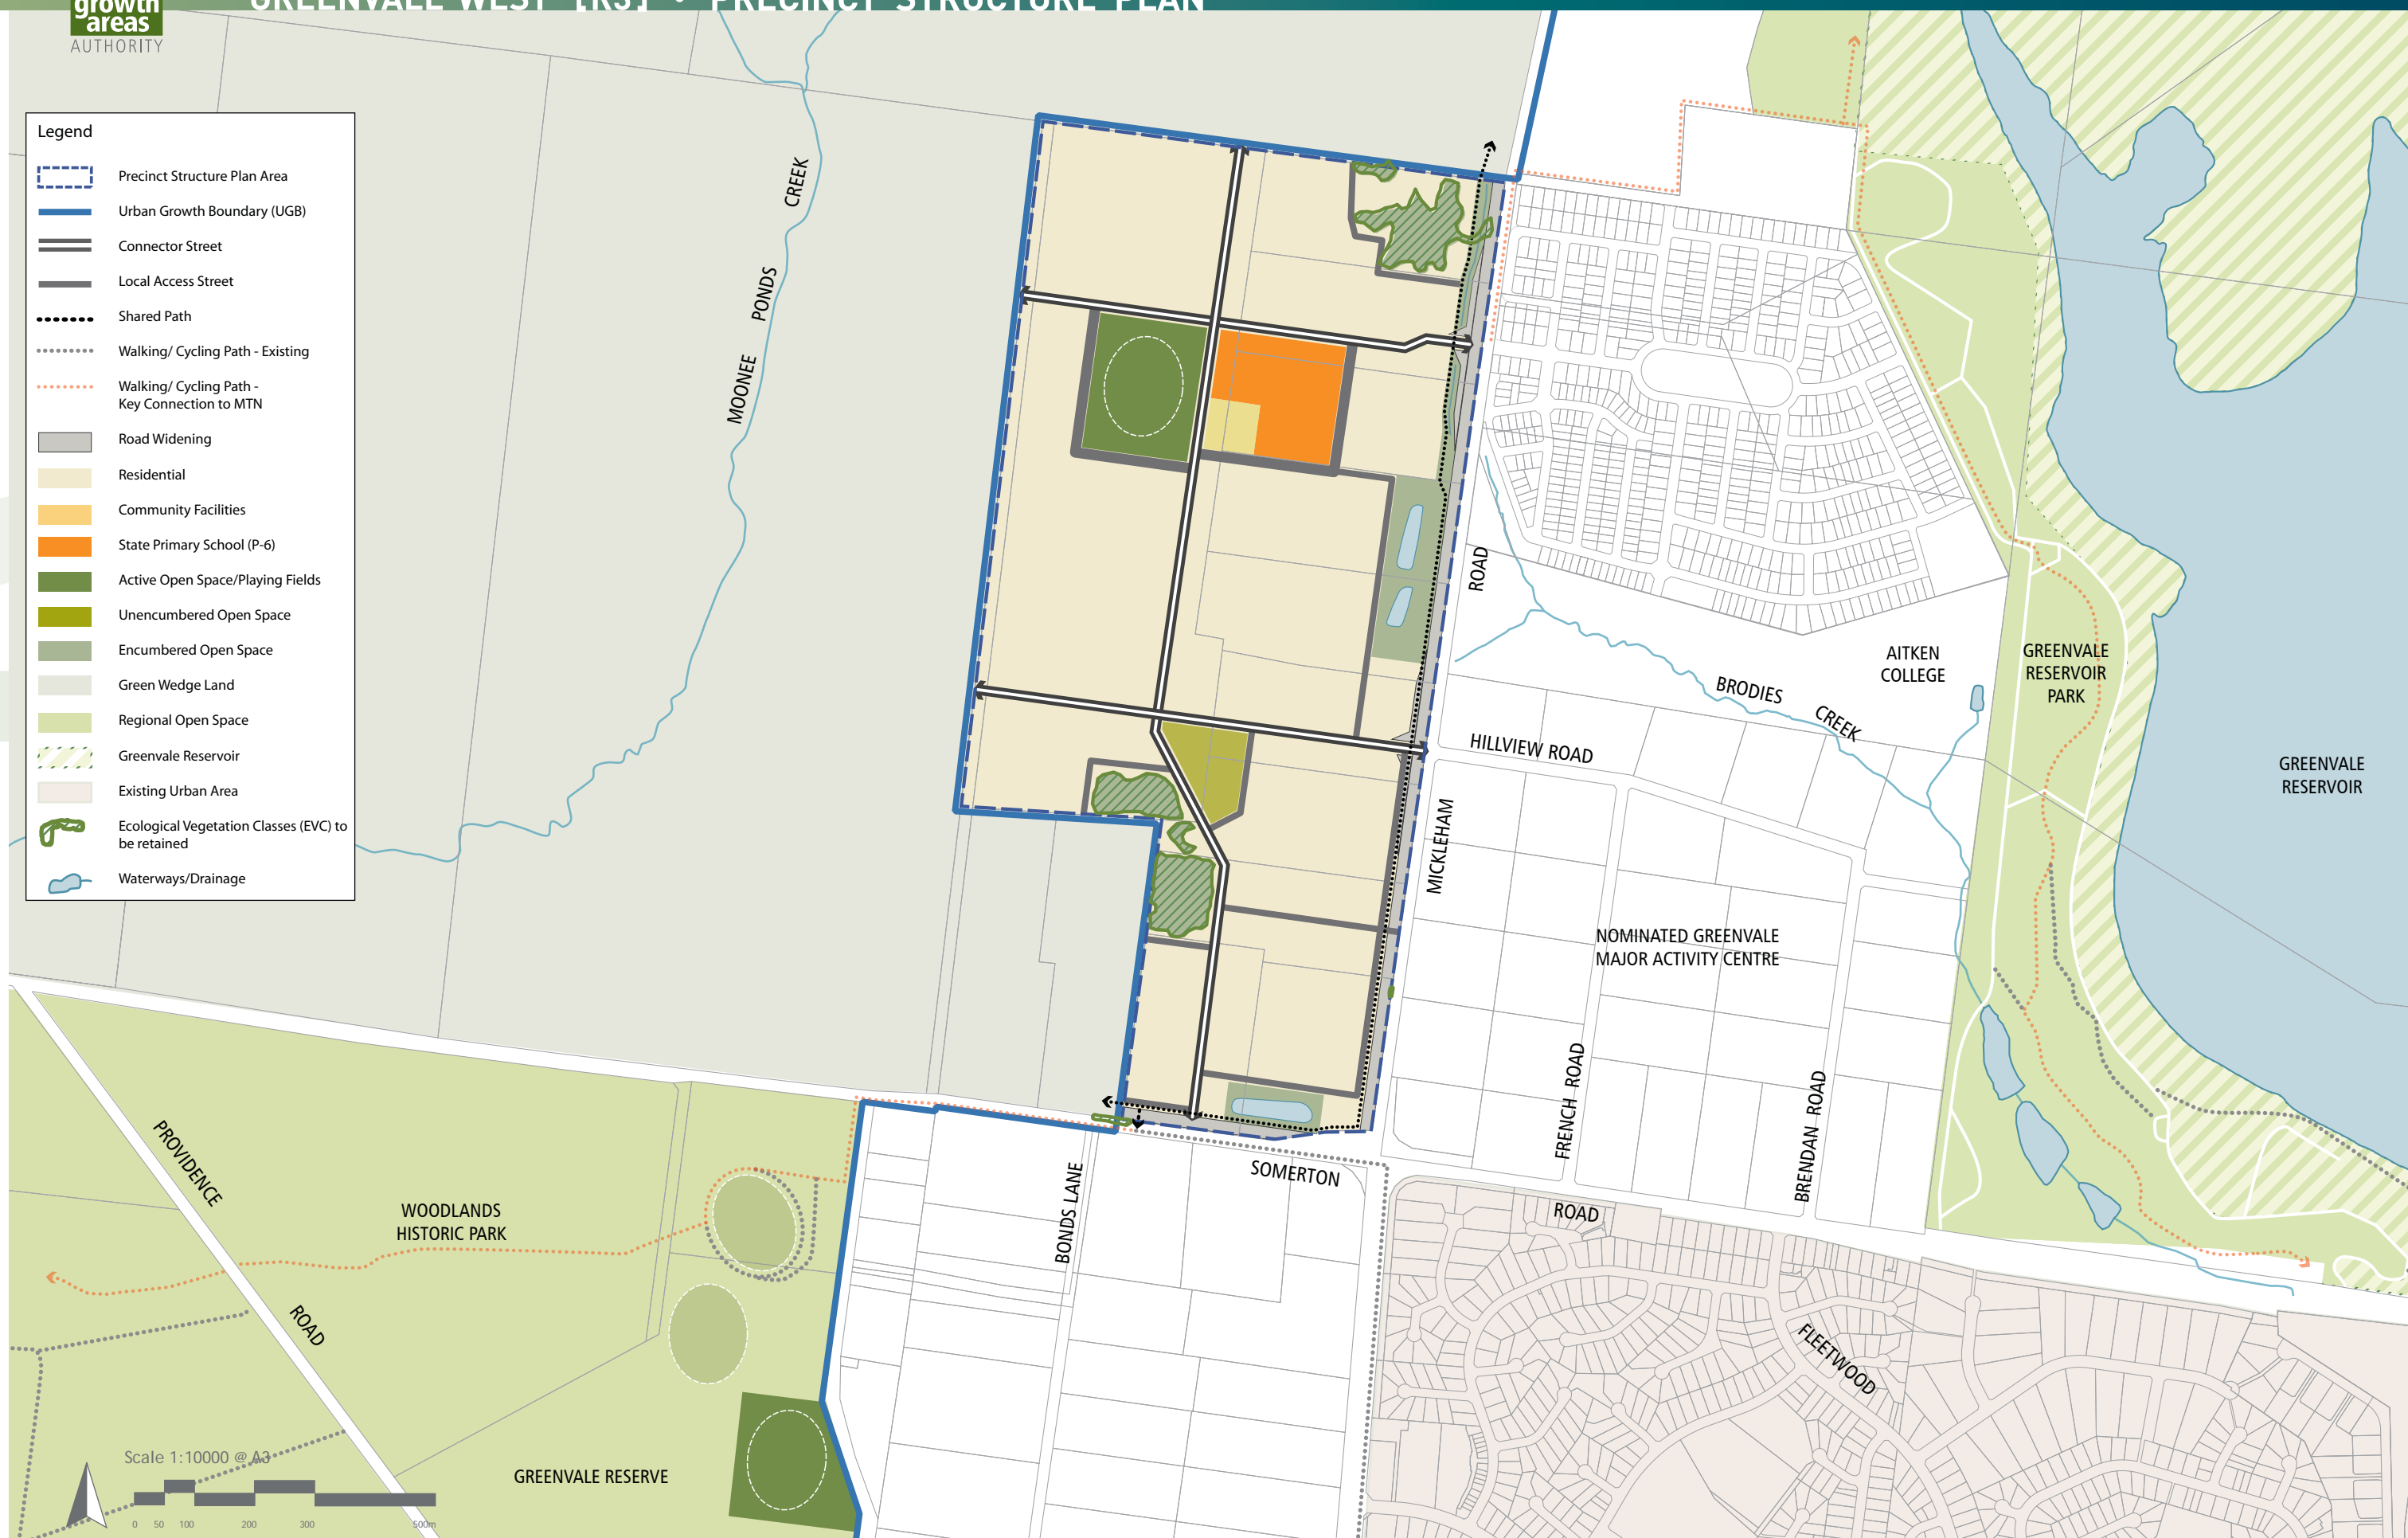 growth
areas
AUTHORITY
GREENVALE WEST [R3] • PRECINCT STRUCTURE PLAN
Legend
Precinct Structure Plan Area
Urban Growth Boundary (UGB)
Connector Street
Local Access Street
Shared Path
Walking/ Cycling Path - Existing
Walking/ Cycling Path -
Key Connection to MTN
Road Widening
Residential
Community Facilities
State Primary School (P-6)
Active Open Space/Playing Fields
Unencumbered Open Space
Encumbered Open Space
Green Wedge Land
Regional Open Space
Greenvale Reservoir
Existing Urban Area
Ecological Vegetation Classes (EVC) to
be retained
Waterways/Drainage
MOONEE PONDS CREEK
MICKLEHAM ROAD
HILLVIEW ROAD
BRODIES CREEK
AITKEN
COLLEGE
GREENVALE
RESERVOIR
PARK
GREENVALE
RESERVOIR
NOMINATED GREENVALE
MAJOR ACTIVITY CENTRE
FRENCH ROAD
BRENDAN ROAD
SOMERTON ROAD
BONDS LANE
FLEETWOOD
PROVIDENCE ROAD
WOODLANDS
HISTORIC PARK
GREENVALE RESERVE
Scale 1:10000 @ A3
0 50 100 200 300 500m